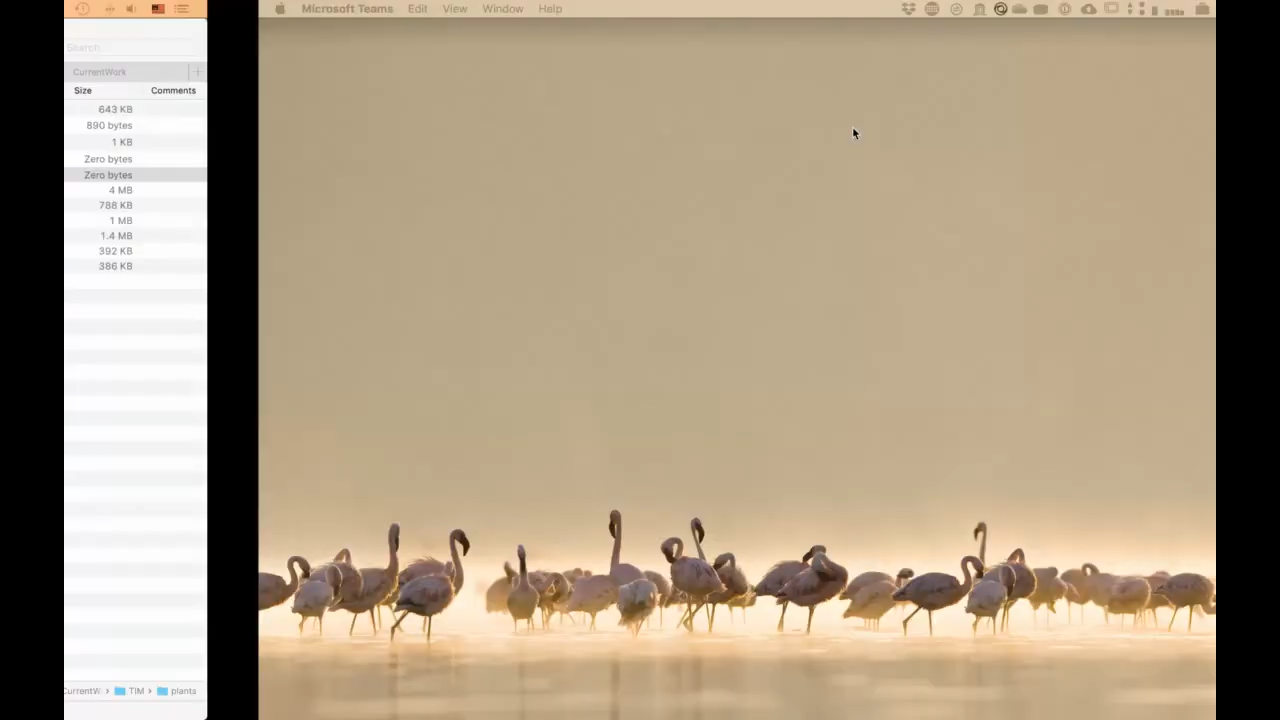 Microsoft Teams Edit View Window Help
Search
CurrentWork
Size Comments
643 KB
890 bytes
1 KB
Zero bytes
Zero bytes
4 MB
788 KB
1 MB
1.4 MB
392 KB
386 KB
CurrentW › TIM › plants